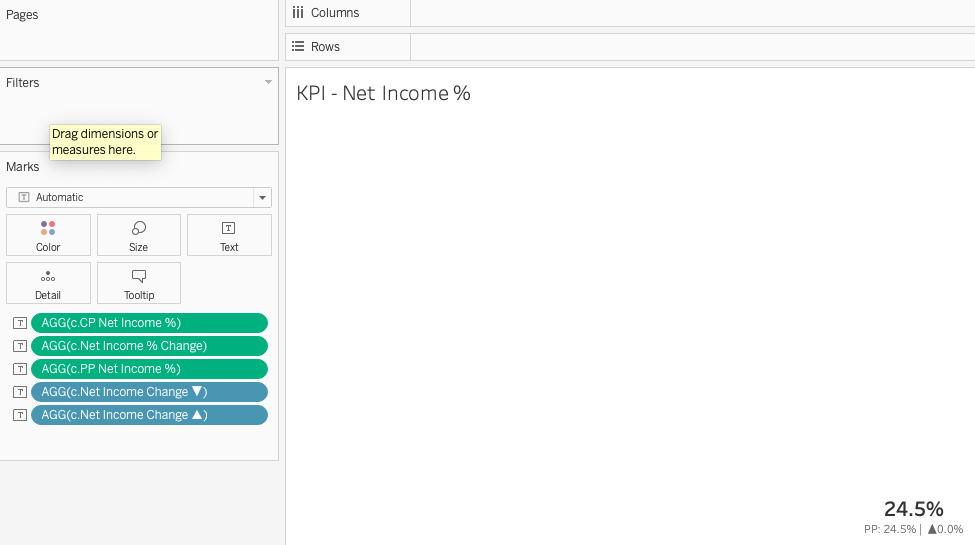 Pages
Columns
Rows
Filters
Drag dimensions or
measures here.
Marks
Automatic
Color
Size
Text
Detail
Tooltip
AGG(c.CP Net Income %)
AGG(c.Net Income % Change)
AGG(c.PP Net Income %)
AGG(c.Net Income Change ▼)
AGG(c.Net Income Change ▲)
KPI - Net Income %
24.5%
PP: 24.5% | ▲0.0%